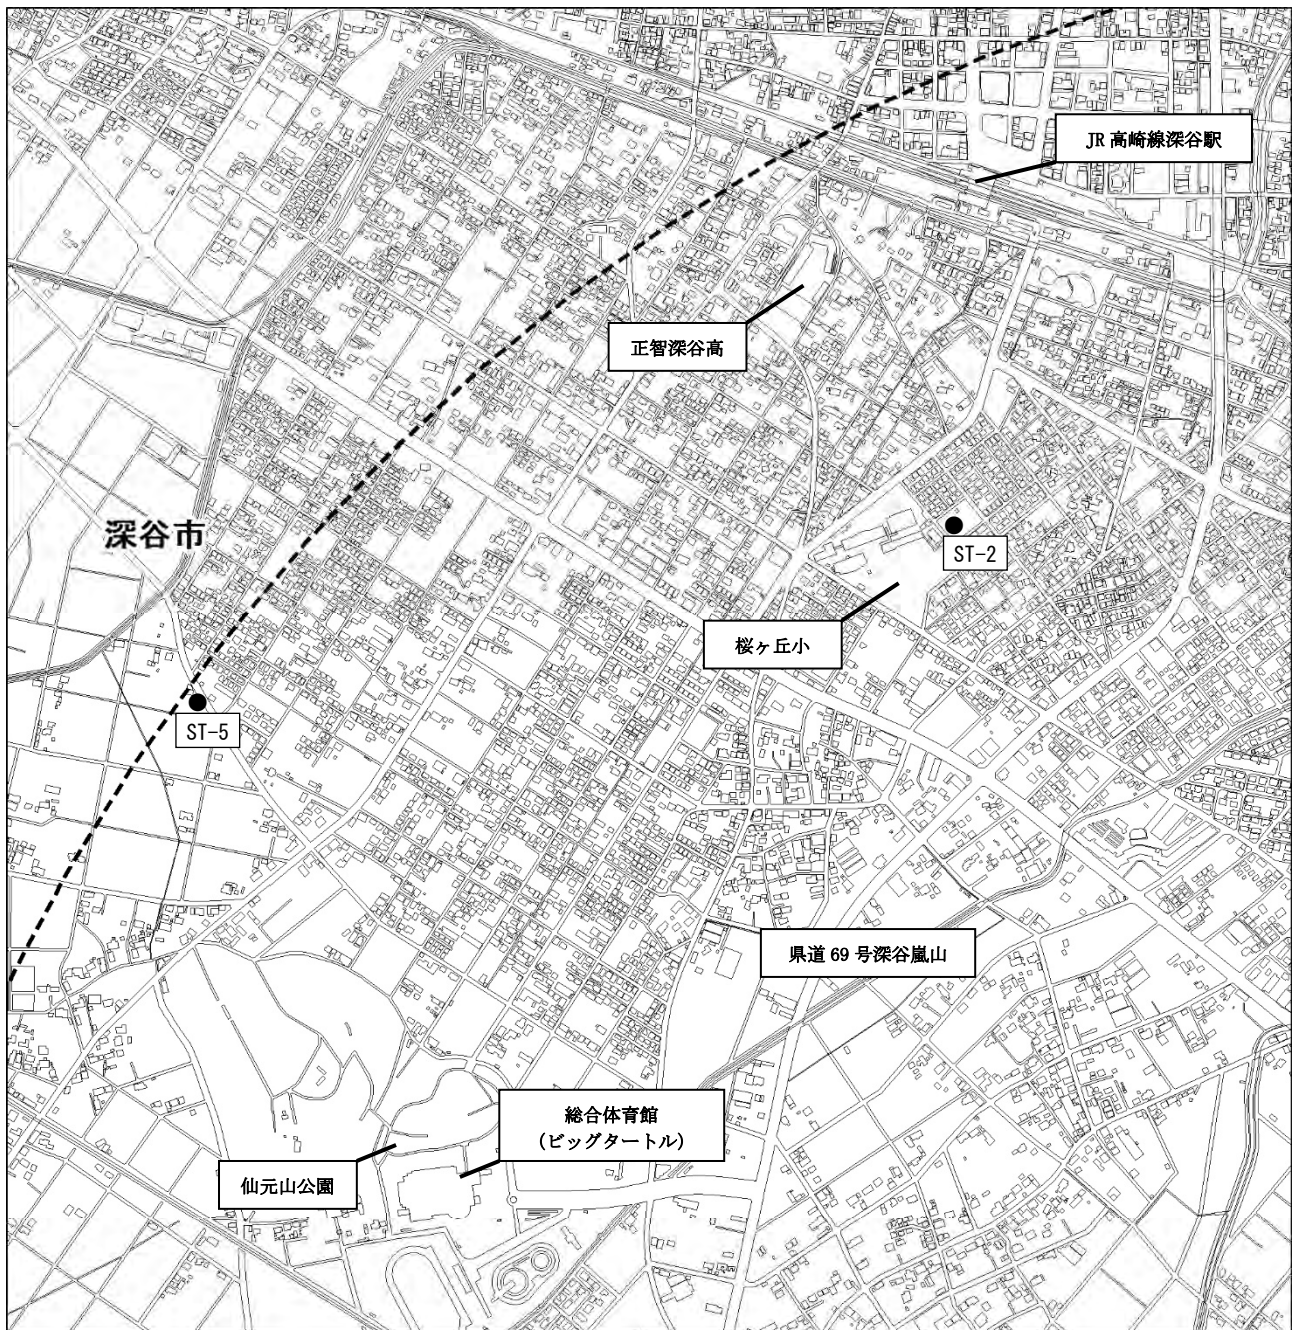 JR 高崎線深谷駅
正智深谷高
深谷市
ST-2
桜ヶ丘小
ST-5
県道 69 号深谷嵐山
総合体育館
(ビッグタートル)
仙元山公園